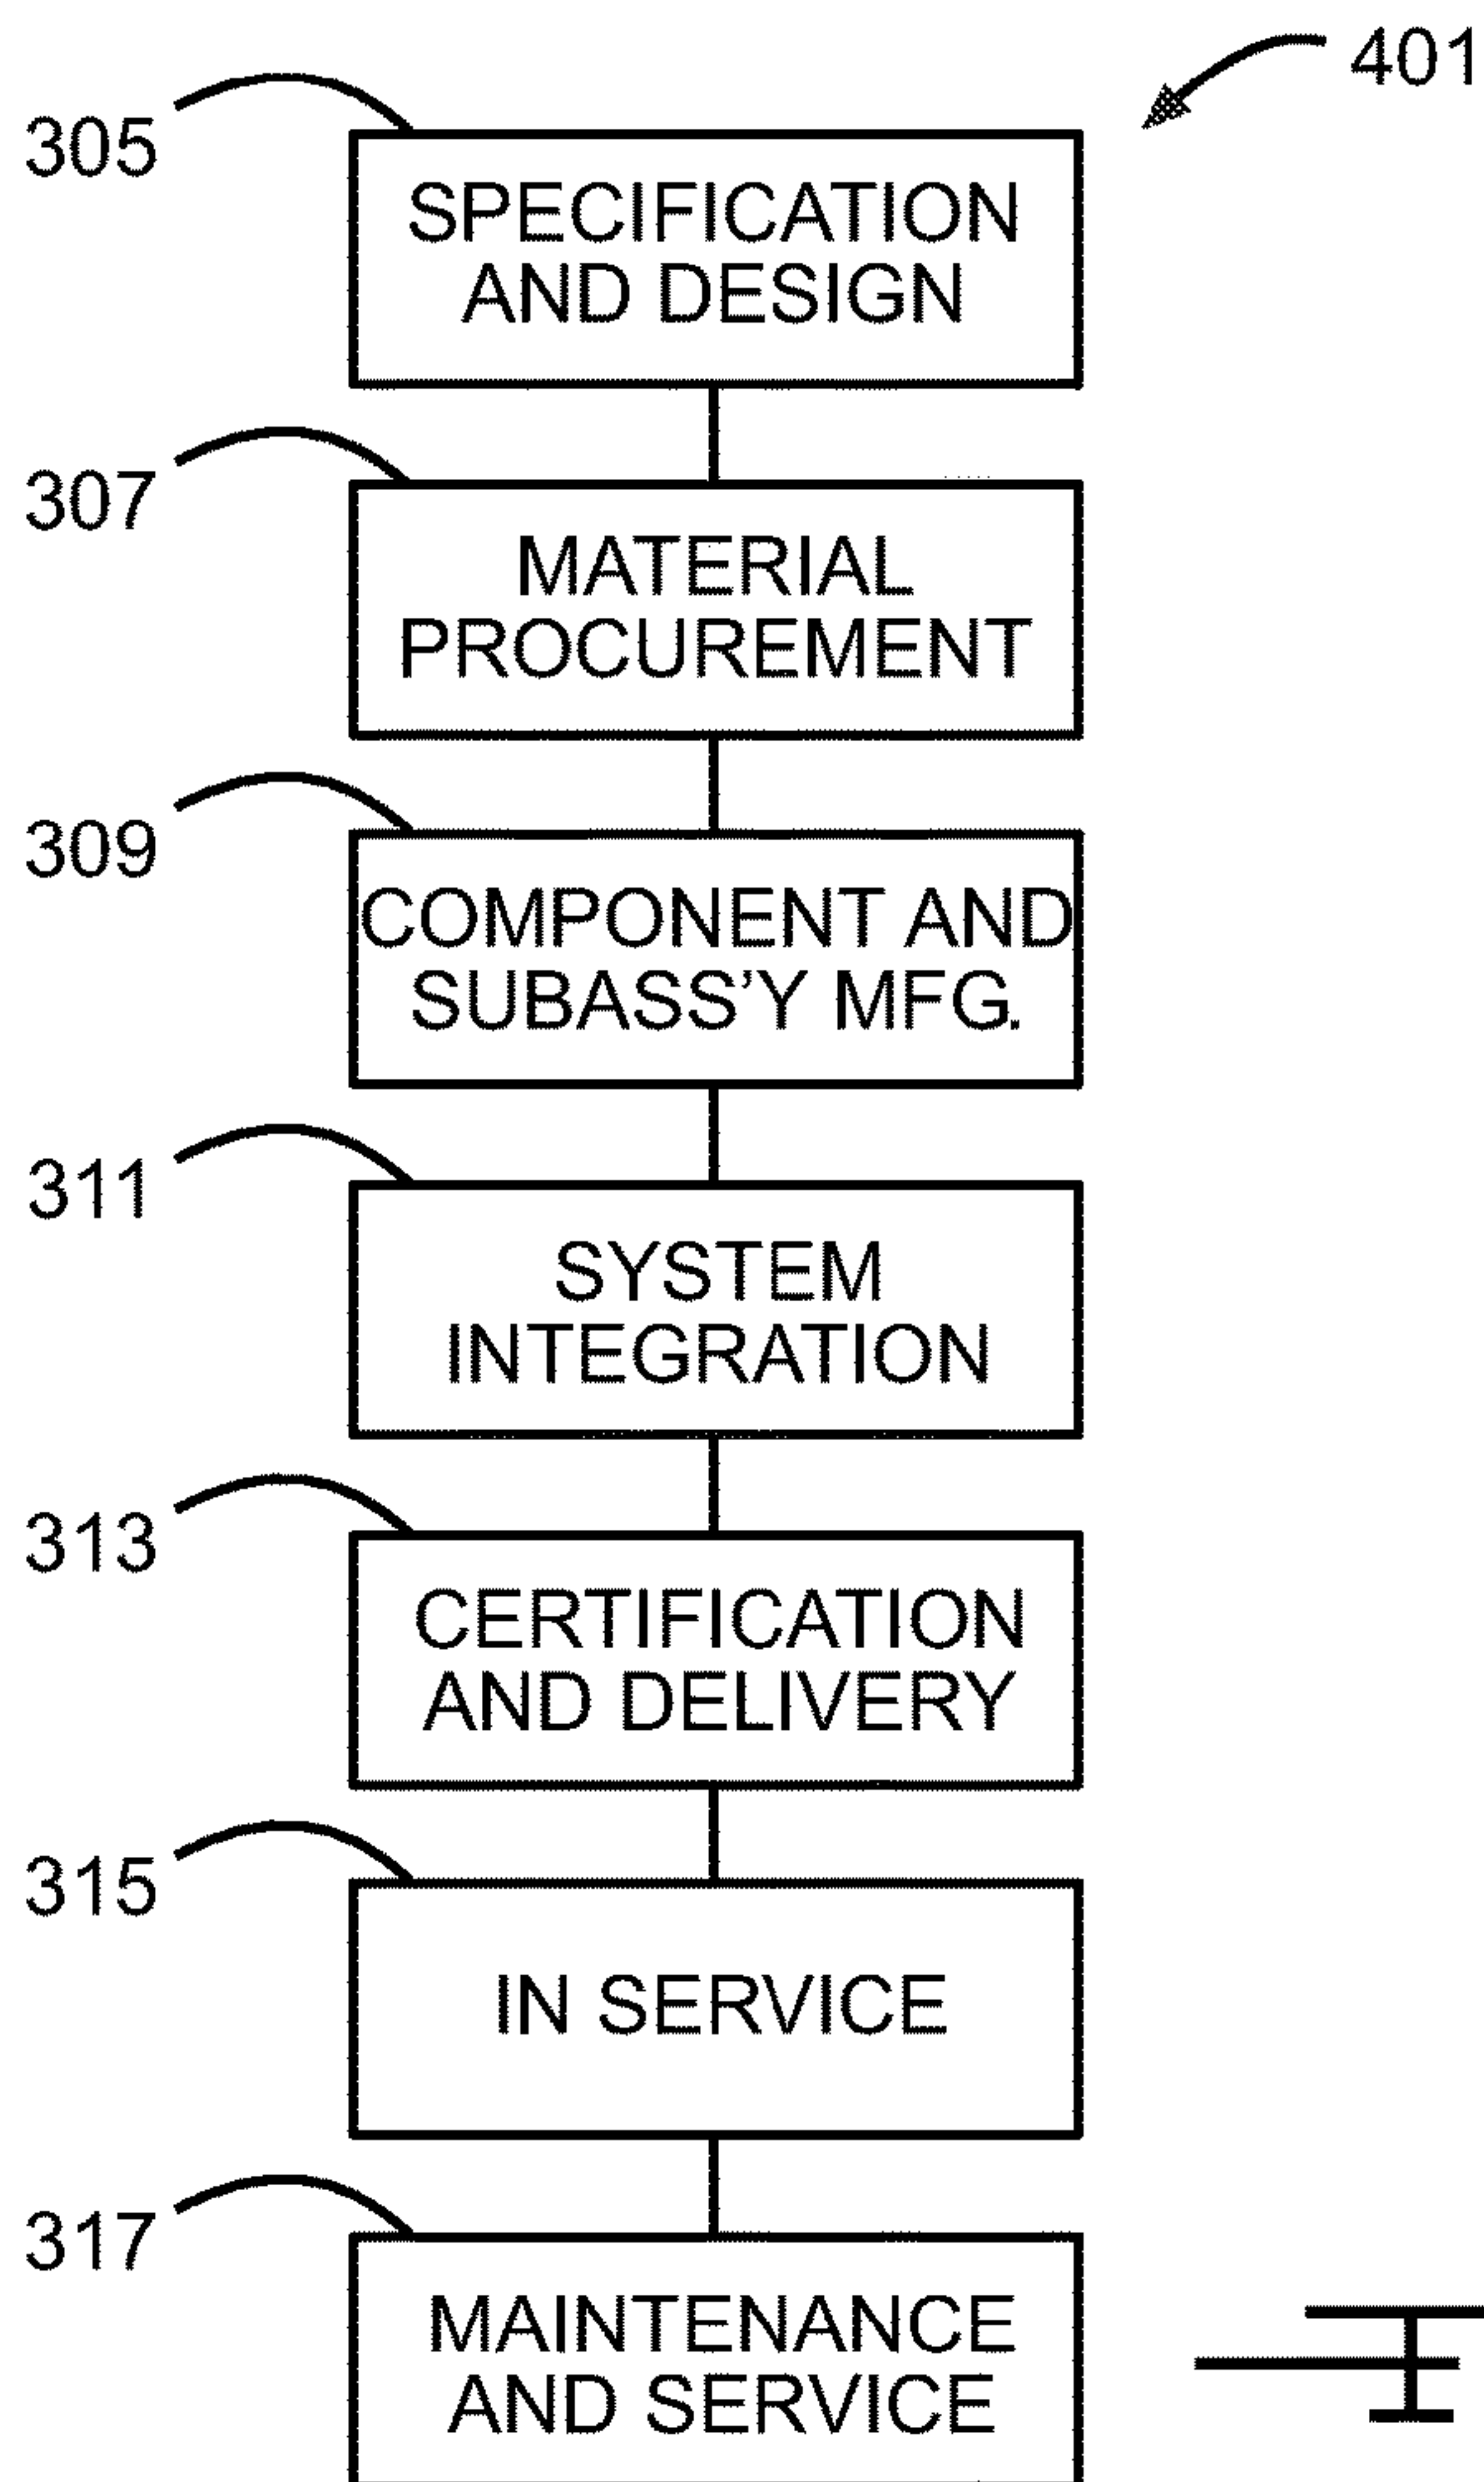 401
305
SPECIFICATION
AND DESIGN
307
MATERIAL
PROCUREMENT
309
COMPONENT AND
SUBASS'Y MFG.
311
SYSTEM
INTEGRATION
313
CERTIFICATION
AND DELIVERY
315
IN SERVICE
317
MAINTENANCE
AND SERVICE